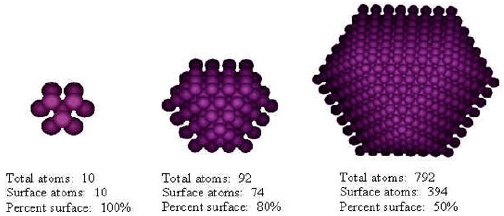 Total atoms: 10
Surface atoms: 10
Percent surface: 100%
Total atoms: 92
Surface atoms: 74
Percent surface: 80%
Total atoms: 792
Surface atoms: 394
Percent surface: 50%